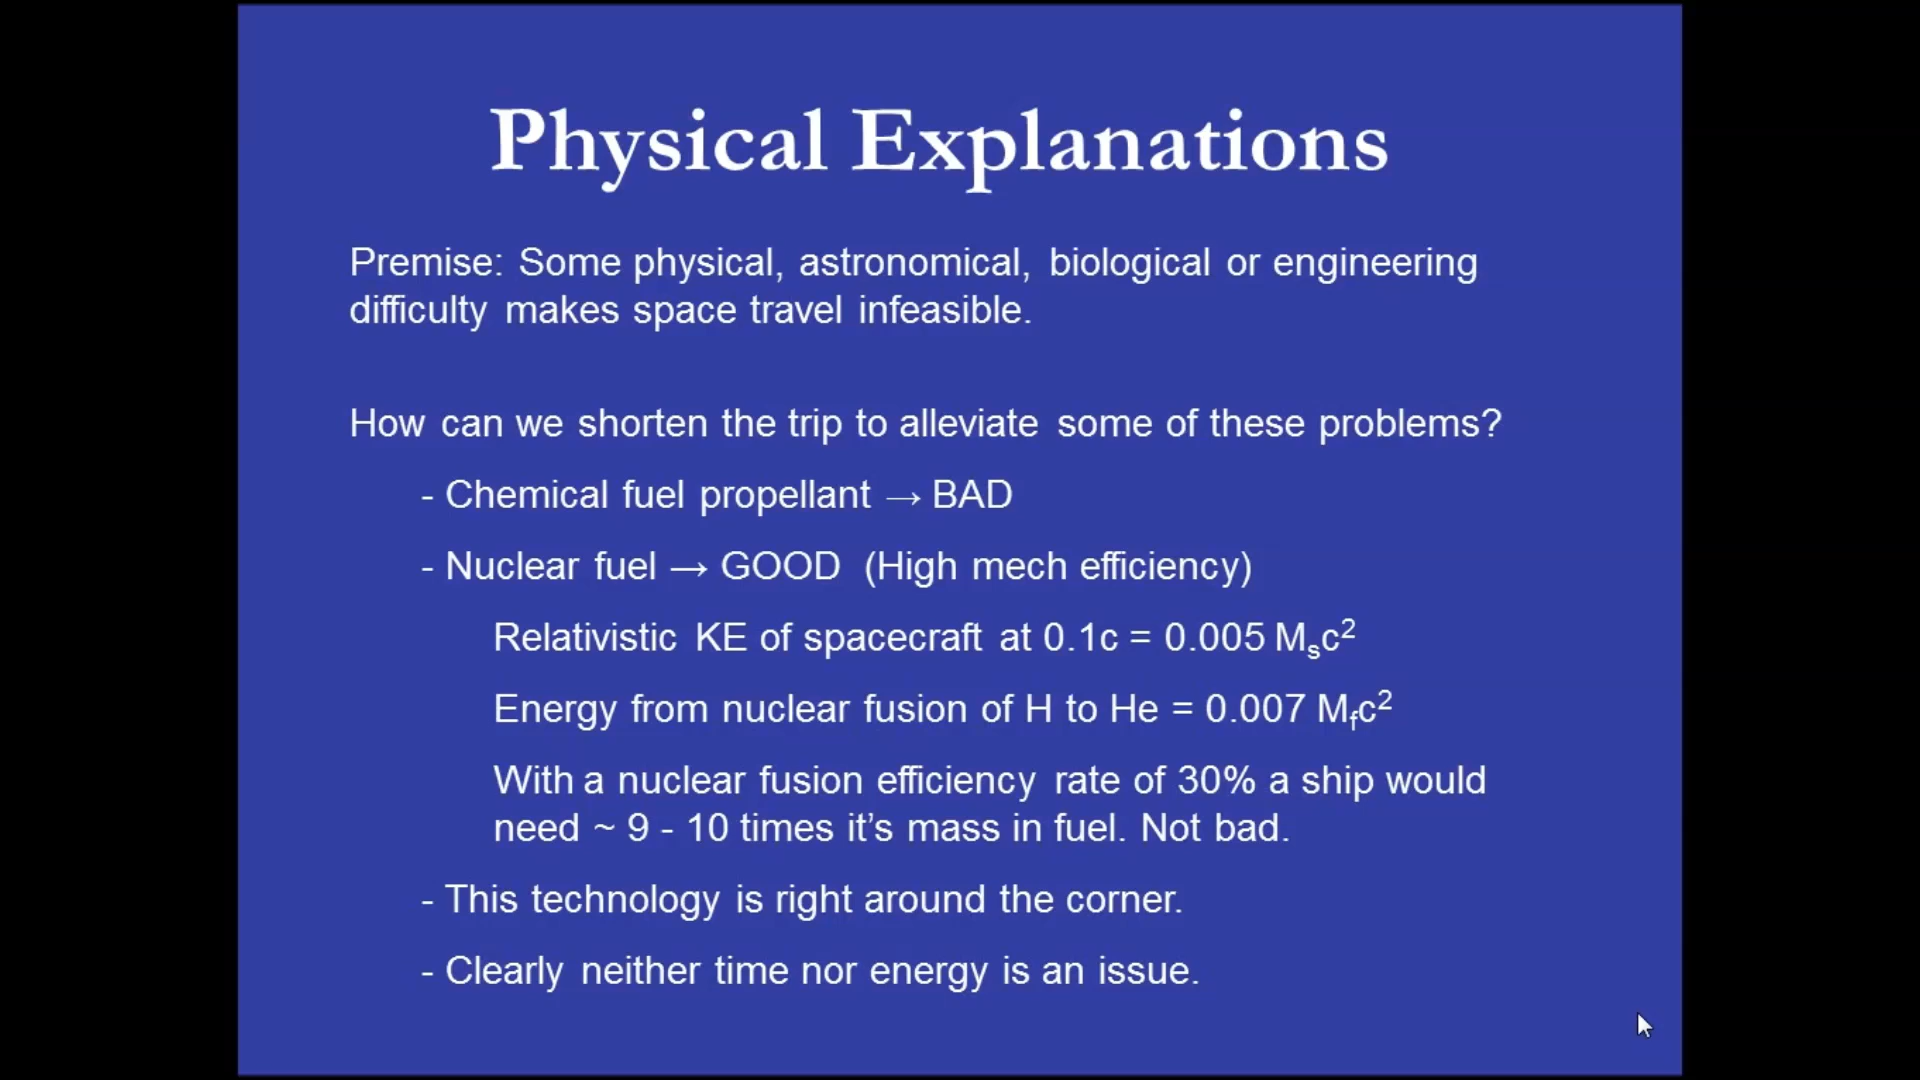 Physical Explanations
Premise: Some physical, astronomical, biological or engineering
difficulty makes space travel infeasible.
How can we shorten the trip to alleviate some of these problems?
- Chemical fuel propellant → BAD
- Nuclear fuel → GOOD (High mech efficiency)
Relativistic KE of spacecraft at 0.1c = 0.005 Mₛc²
Energy from nuclear fusion of H to He = 0.007 M_fc²
With a nuclear fusion efficiency rate of 30% a ship would
need ~ 9 - 10 times it’s mass in fuel. Not bad.
- This technology is right around the corner.
- Clearly neither time nor energy is an issue.